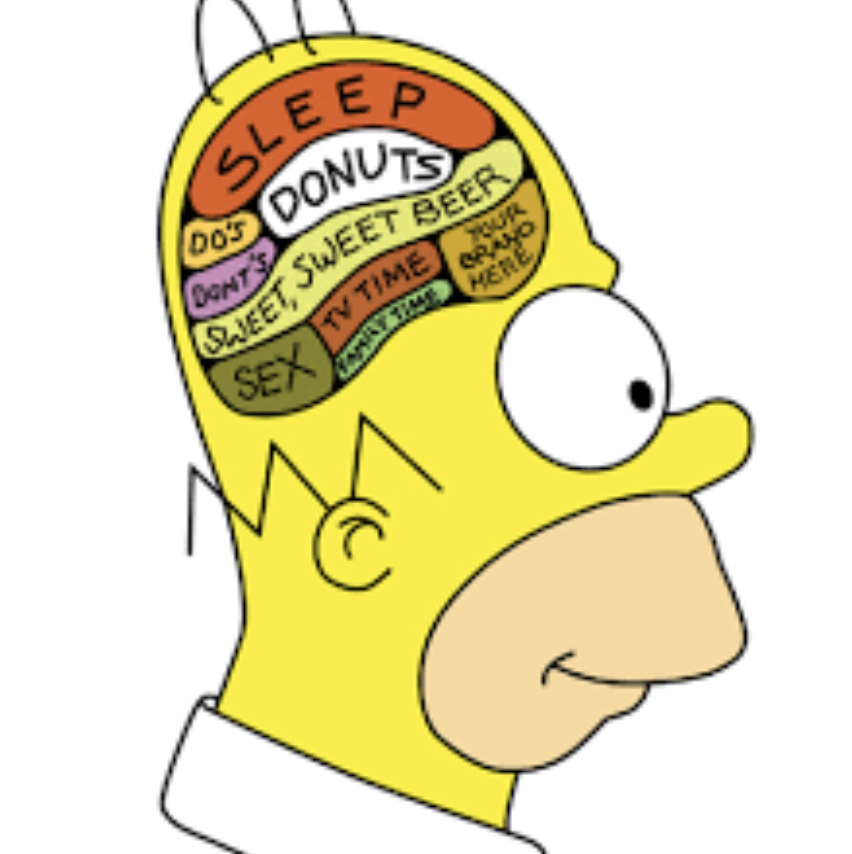 SLEEP
DONUTS
DO'S
DONT'S
SWEET, SWEET BEER
YOUR
BRAND
HERE
TV TIME
FAMILY TIME
SEX